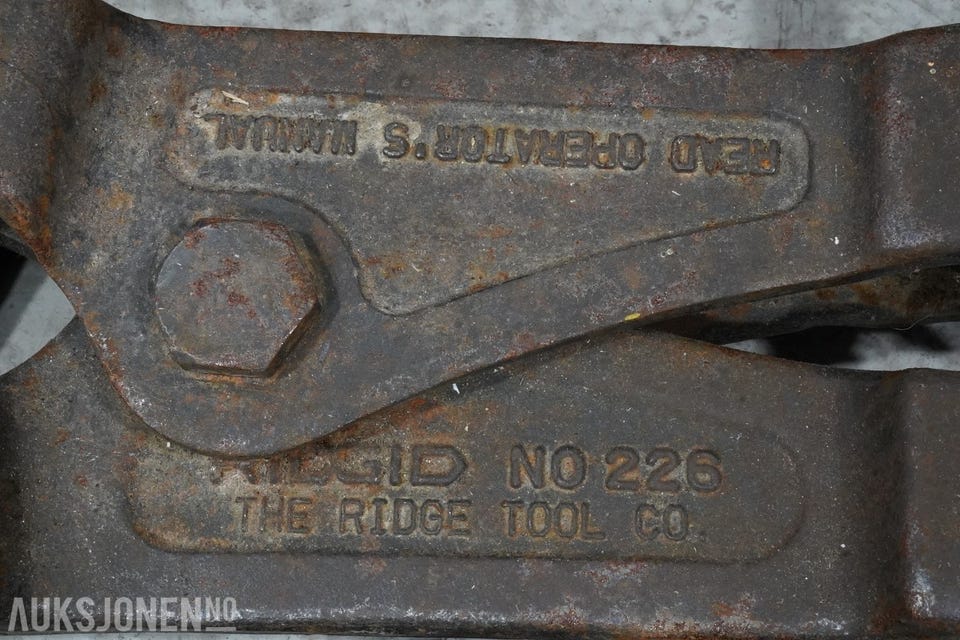 READ OPERATOR'S MANUAL
RIDGID NO 226
THE RIDGE TOOL CO.
AUKSJONEN.NO